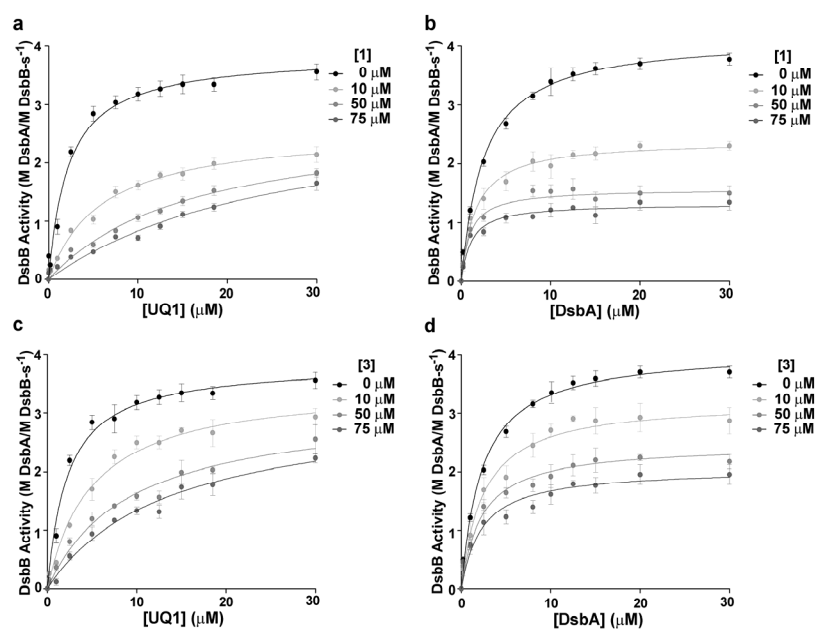 a
4
3
2
1
0
0
10
20
30
DsbB Activity (M DsbA/M DsbB-s-1)
[UQ1] (μM)
[1]
0 μM
10 μM
50 μM
75 μM
b
4
3
2
1
0
0
10
20
30
DsbB Activity (M DsbA/M DsbB-s-1)
[DsbA] (μM)
[1]
0 μM
10 μM
50 μM
75 μM
c
4
3
2
1
0
0
10
20
30
DsbB Activity (M DsbA/M DsbB-s-1)
[UQ1] (μM)
[3]
0 μM
10 μM
50 μM
75 μM
d
4
3
2
1
0
0
10
20
30
DsbB Activity (M DsbA/M DsbB-s-1)
[DsbA] (μM)
[3]
0 μM
10 μM
50 μM
75 μM